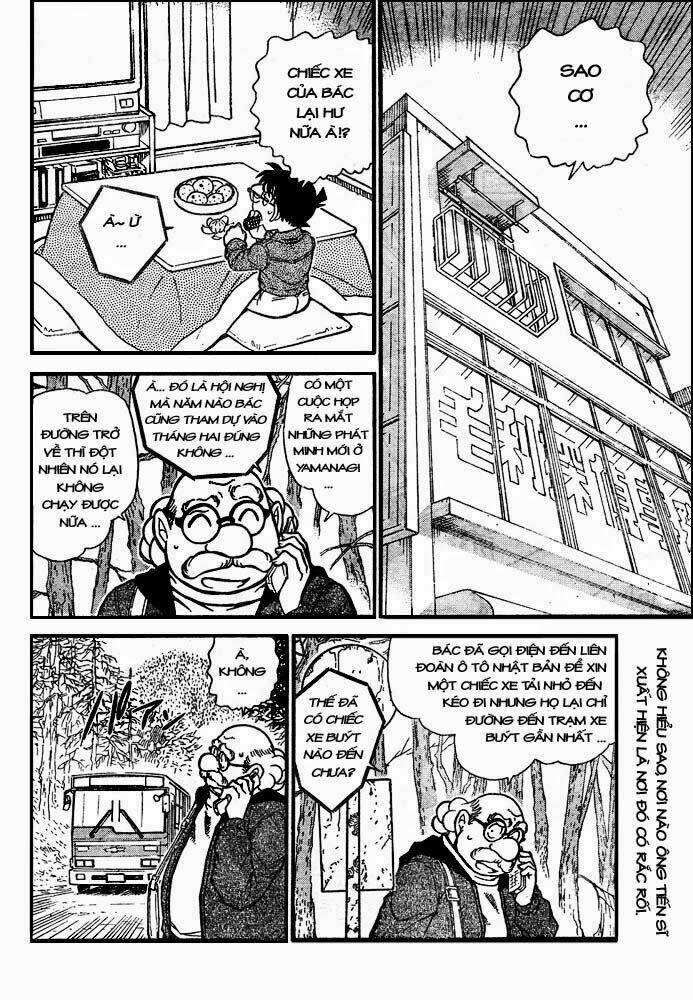 SAO
CƠ
...
CHIẾC XE
CỦA BÁC
LẠI HƯ
NỮA À!?
À~ Ừ
...
CÓ MỘT
CUỘC HỌP
RA MẮT
NHỮNG PHÁT
MINH MỚI Ở
YAMANAGI
...
À... ĐÓ LÀ HỘI NGHỊ
MÀ NĂM NÀO BÁC
CŨNG THAM DỰ VÀO
THÁNG HAI ĐÚNG
KHÔNG ...
TRÊN
ĐƯỜNG TRỞ
VỀ THÌ ĐỘT
NHIÊN NÓ LẠI
KHÔNG
CHẠY ĐƯỢC
NỮA ...
BÁC ĐÃ GỌI ĐIỆN ĐẾN LIÊN
ĐOÀN Ô TÔ NHẬT BẢN ĐỂ XIN
MỘT CHIẾC XE TẢI NHỎ ĐẾN
KÉO ĐI NHƯNG HỌ LẠI CHỈ
ĐƯỜNG ĐẾN TRẠM XE
BUÝT GẦN NHẤT ...
THẾ ĐÃ
CÓ CHIẾC
XE BUÝT
NÀO ĐẾN
CHƯA?
À,
KHÔNG ...
KHÔNG HIỂU SAO, NƠI NÀO ÔNG TIẾN SĨ
XUẤT HIỆN LÀ NƠI ĐÓ CÓ RẮC RỐI.